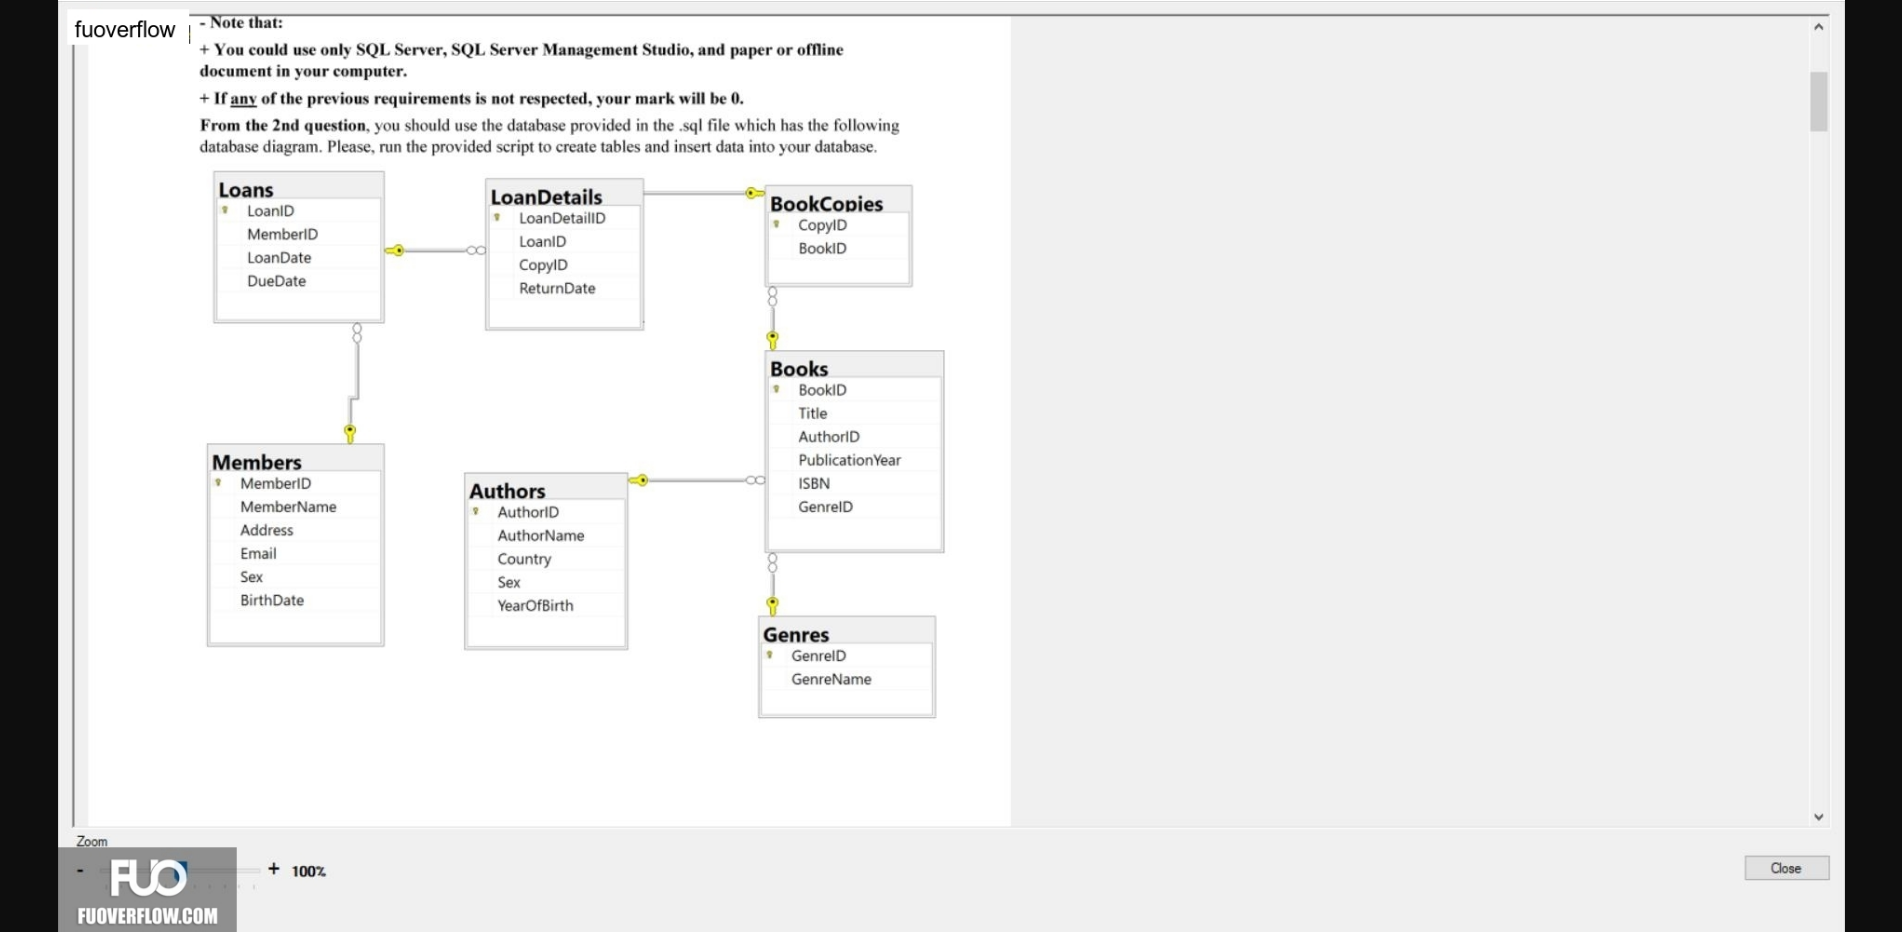 fuoverflow
- Note that:
+ You could use only SQL Server, SQL Server Management Studio, and paper or offline
document in your computer.
+ If any of the previous requirements is not respected, your mark will be 0.
From the 2nd question, you should use the database provided in the .sql file which has the following
database diagram. Please, run the provided script to create tables and insert data into your database.
Loans
LoanID
MemberID
LoanDate
DueDate
LoanDetails
LoanDetailID
LoanID
CopyID
ReturnDate
BookCopies
CopyID
BookID
Books
BookID
Title
AuthorID
PublicationYear
ISBN
GenreID
Members
MemberID
MemberName
Address
Email
Sex
BirthDate
Authors
AuthorID
AuthorName
Country
Sex
YearOfBirth
Genres
GenreID
GenreName
Zoom
- + 100%
Close
FUO
FUOVERFLOW.COM